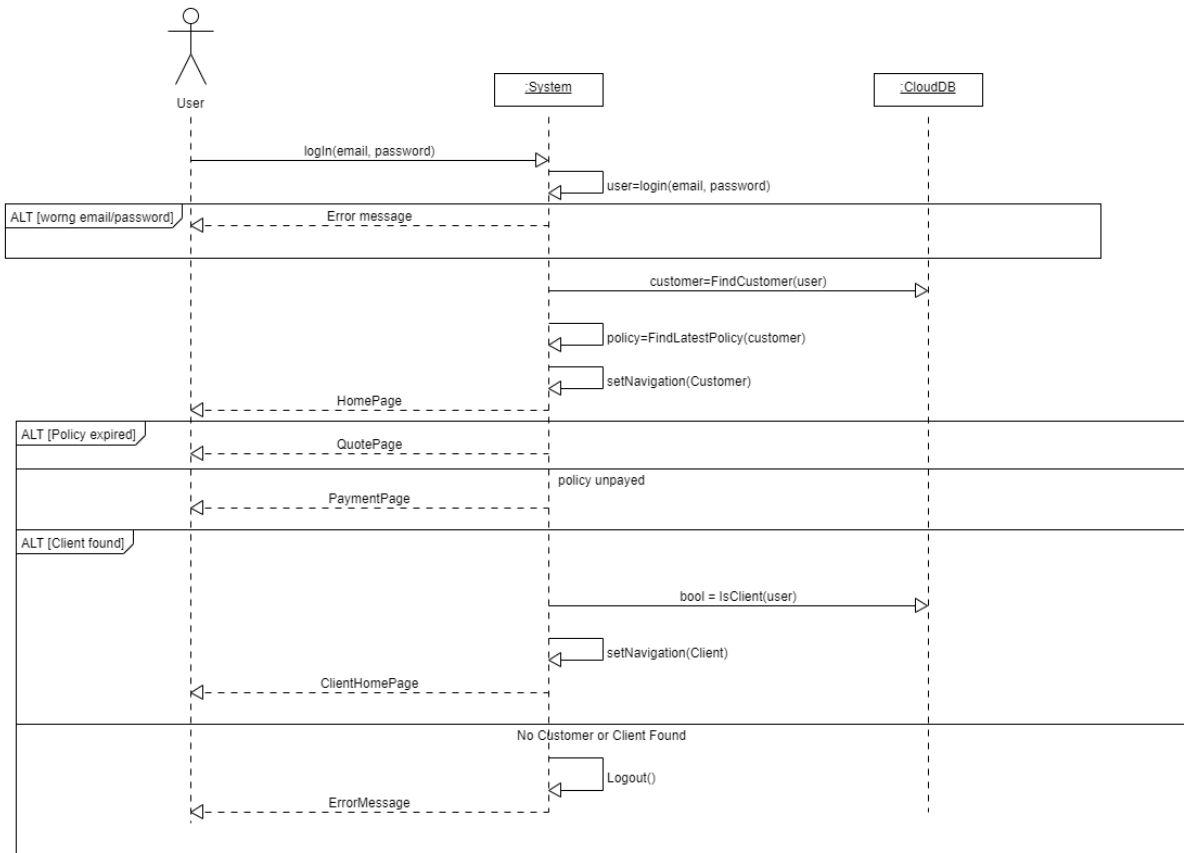 User
:System
:CloudDB
logIn(email, password)
user=login(email, password)
ALT [worng email/password]
Error message
customer=FindCustomer(user)
policy=FindLatestPolicy(customer)
setNavigation(Customer)
HomePage
ALT [Policy expired]
QuotePage
policy unpayed
PaymentPage
ALT [Client found]
bool = IsClient(user)
setNavigation(Client)
ClientHomePage
No Customer or Client Found
Logout()
ErrorMessage